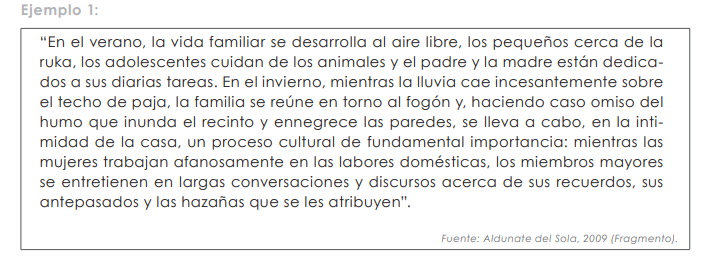 Ejemplo 1:
“En el verano, la vida familiar se desarrolla al aire libre, los pequeños cerca de la
ruka, los adolescentes cuidan de los animales y el padre y la madre están dedica-
dos a sus diarias tareas. En el invierno, mientras la lluvia cae incesantemente sobre
el techo de paja, la familia se reúne en torno al fogón y, haciendo caso omiso del
humo que inunda el recinto y ennegrece las paredes, se lleva a cabo, en la inti-
midad de la casa, un proceso cultural de fundamental importancia: mientras las
mujeres trabajan afanosamente en las labores domésticas, los miembros mayores
se entretienen en largas conversaciones y discursos acerca de sus recuerdos, sus
antepasados y las hazañas que se les atribuyen”.
Fuente: Aldunate del Sola, 2009 (Fragmento).